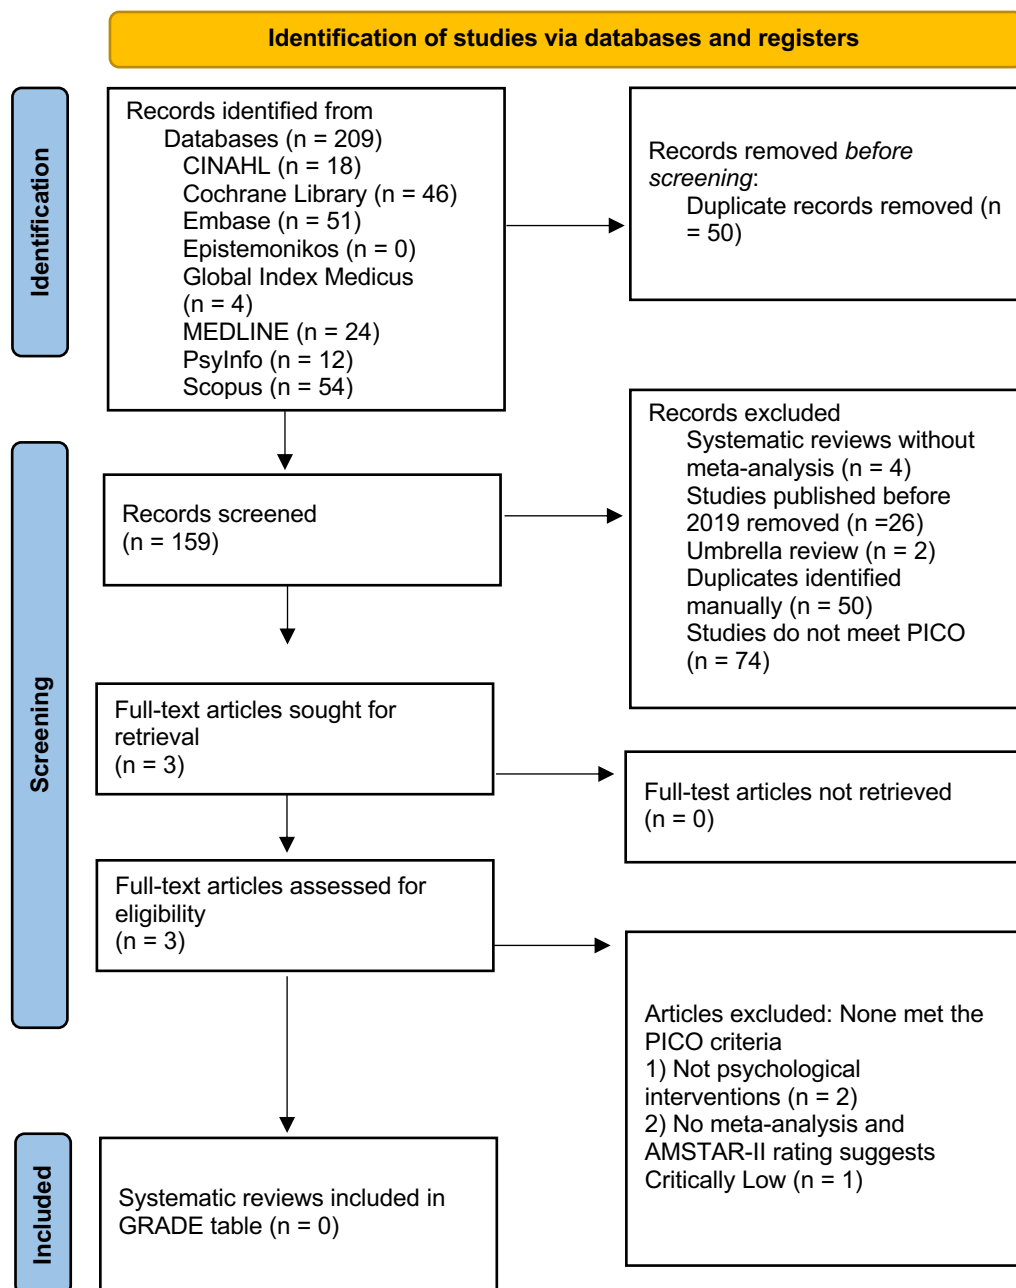 Identification of studies via databases and registers
Identification
Records identified from
Databases (n = 209)
CINAHL (n = 18)
Cochrane Library (n = 46)
Embase (n = 51)
Epistemonikos (n = 0)
Global Index Medicus
(n = 4)
MEDLINE (n = 24)
PsyInfo (n = 12)
Scopus (n = 54)
Records removed before
screening:
Duplicate records removed (n
= 50)
Screening
Records screened
(n = 159)
Records excluded
Systematic reviews without
meta-analysis (n = 4)
Studies published before
2019 removed (n =26)
Umbrella review (n = 2)
Duplicates identified
manually (n = 50)
Studies do not meet PICO
(n = 74)
Full-text articles sought for
retrieval
(n = 3)
Full-test articles not retrieved
(n = 0)
Full-text articles assessed for
eligibility
(n = 3)
Articles excluded: None met the
PICO criteria
1) Not psychological
interventions (n = 2)
2) No meta-analysis and
AMSTAR-II rating suggests
Critically Low (n = 1)
Included
Systematic reviews included in
GRADE table (n = 0)